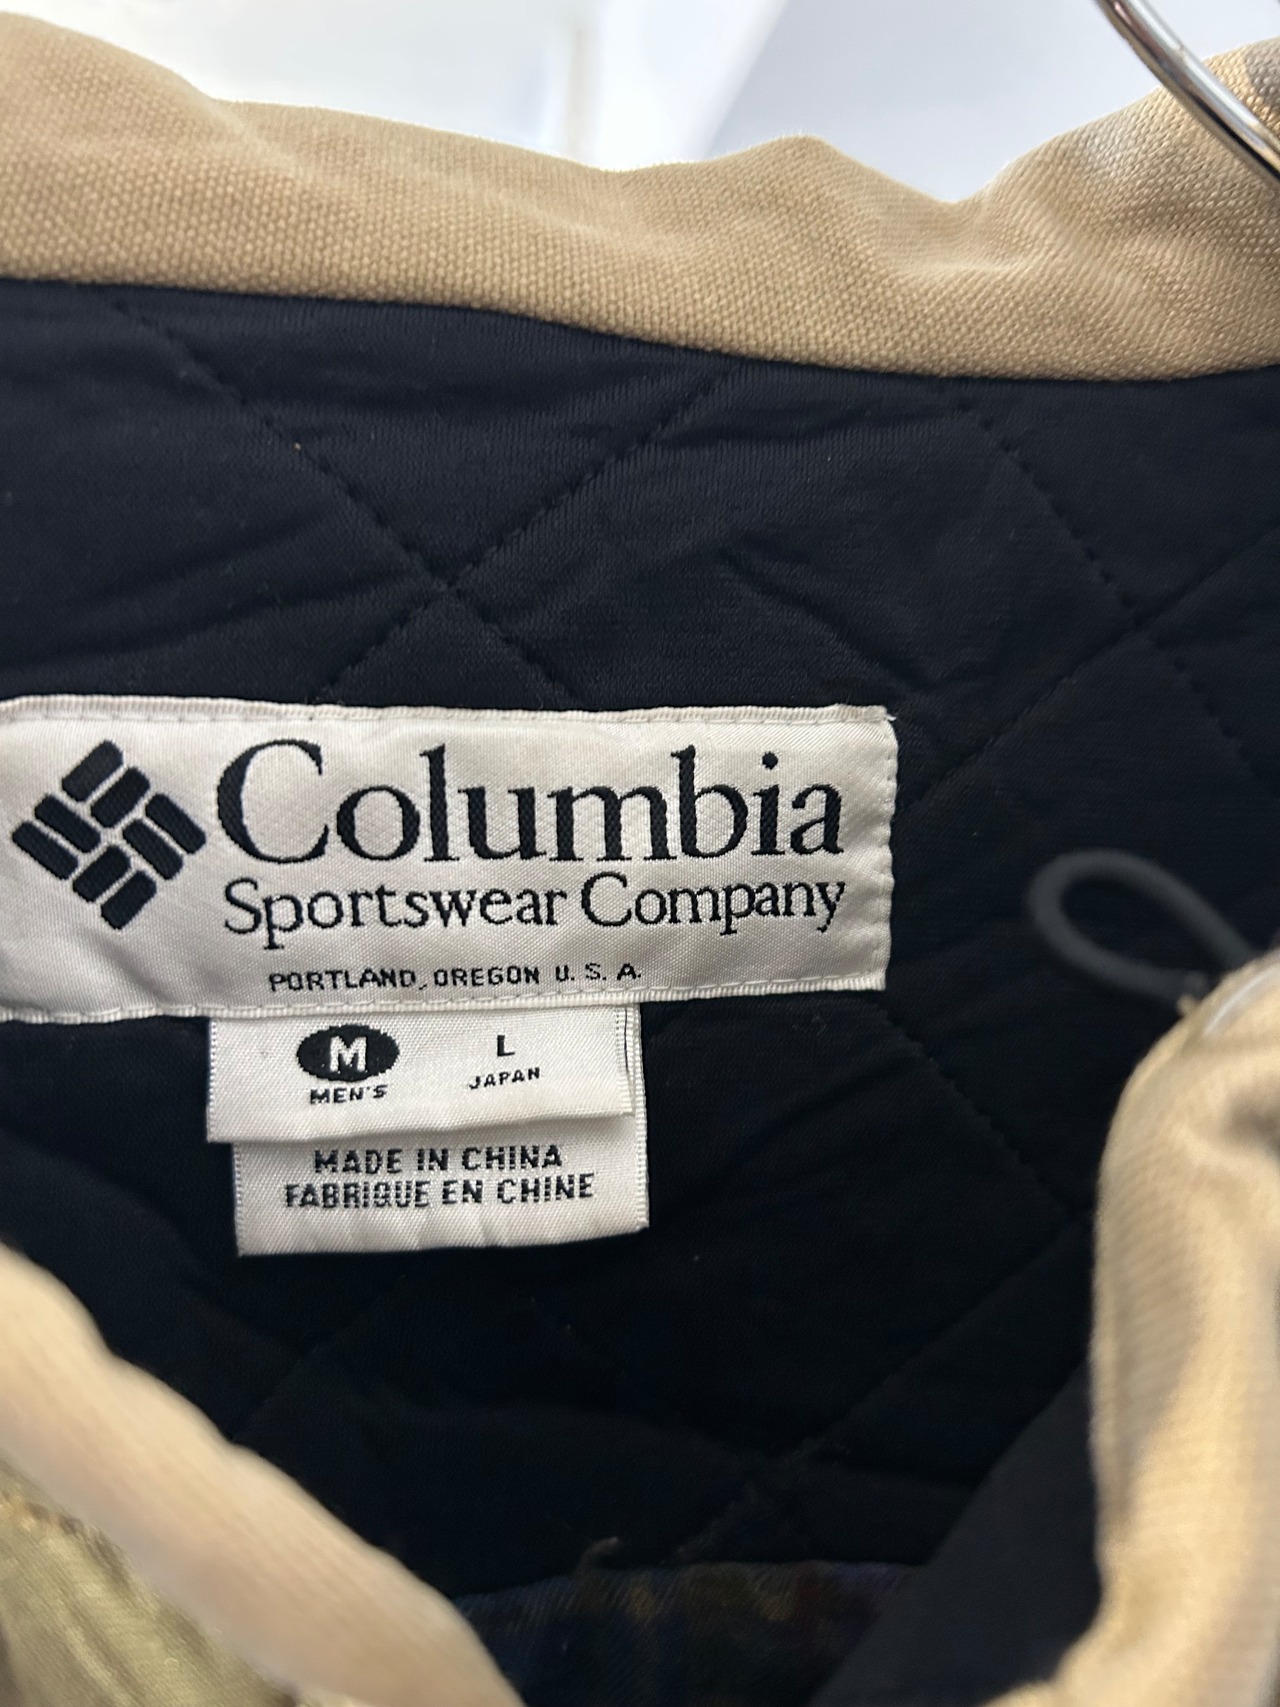 Columbia
Sportswear Company
PORTLAND, OREGON U. S. A.
M L
MEN'S JAPAN
MADE IN CHINA
FABRIQUE EN CHINE